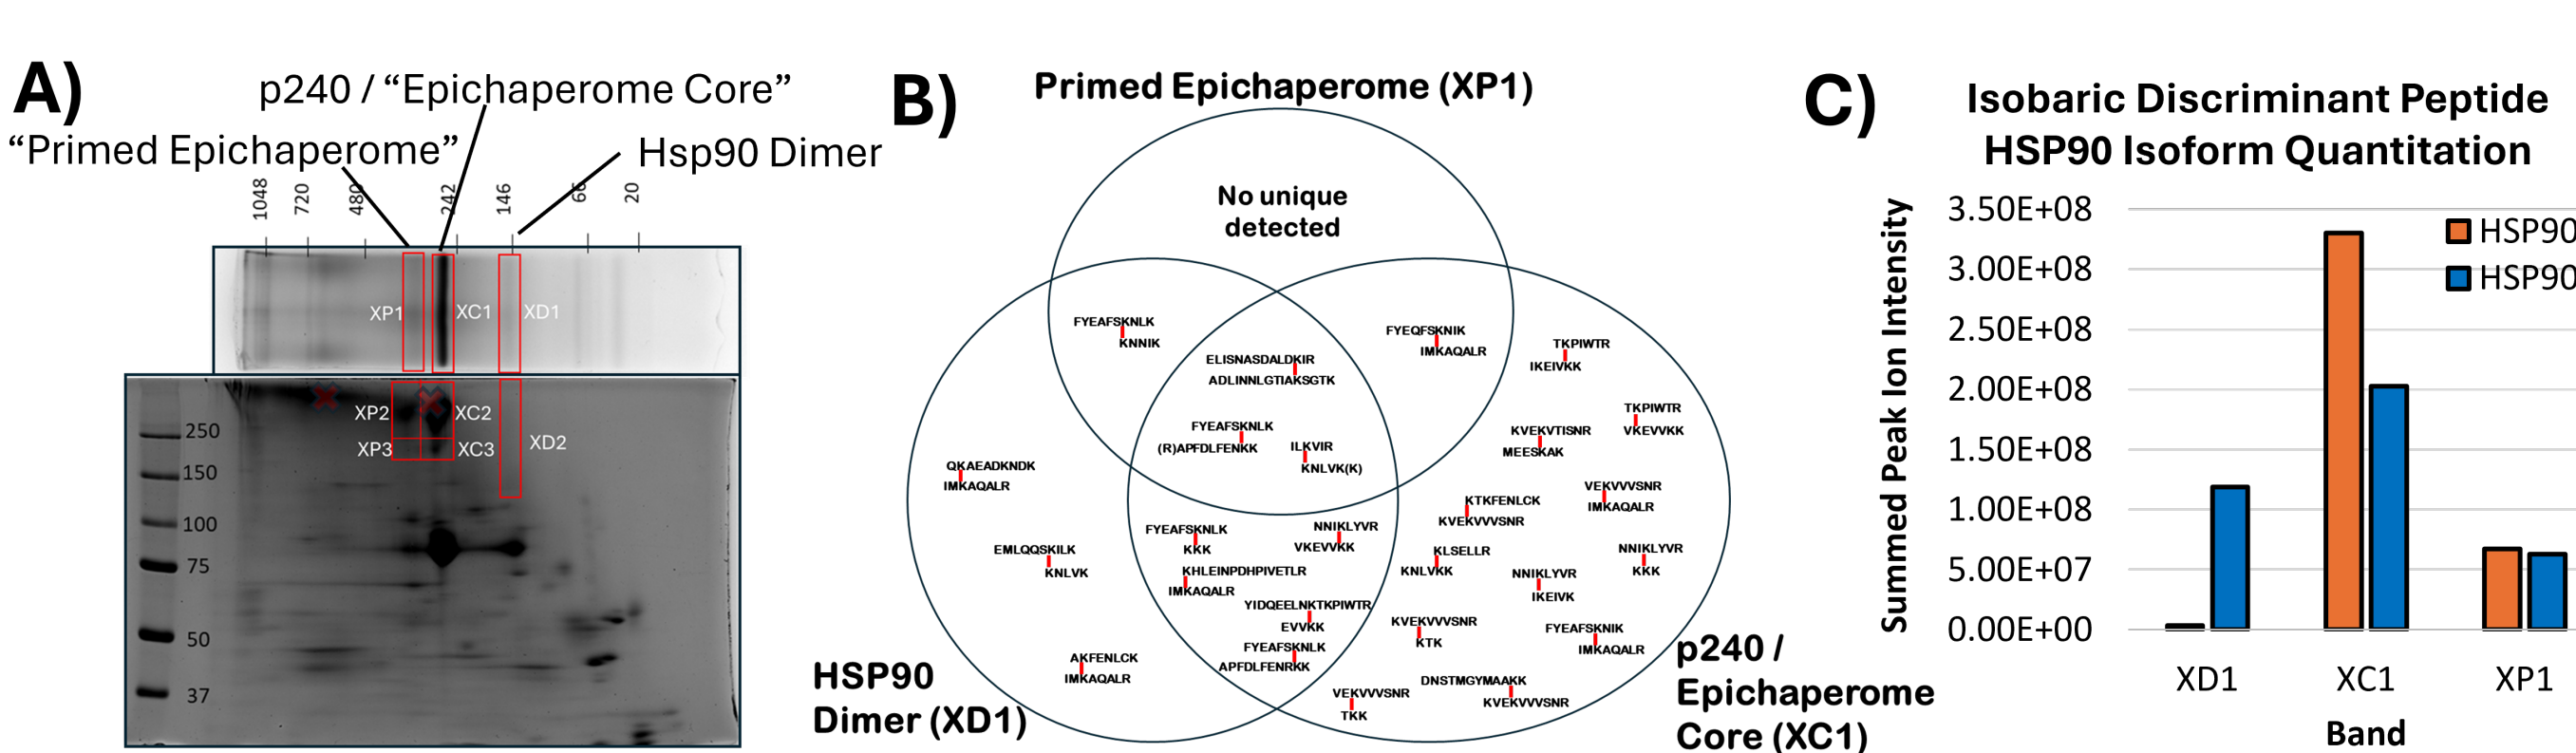 A)
p240 / “Epichaperome Core”
“Primed Epichaperome”
Hsp90 Dimer
1048
720
480
242
146
66
20
XP1
XC1
XD1
XP2
XC2
XP3
XC3
XD2
250
150
100
75
50
37
B)
Primed Epichaperome (XP1)
No unique
detected
FYEAFSKNLK
KNNIK
ELISNASDALDKIR
ADLINNLGTIAKSGTK
FYEAFSKNLK
(R)APFDLFENKK
ILKVIR
KNLVK(K)
FYEQFSKNIK
IMKAQALR
TKPIWTR
IKEIVKK
TKPIWTR
VKEVVKK
KVEKVTISNR
MEESKAK
QKAEADKNDK
IMKAQALR
VEKVVVSNR
IMKAQALR
KTKFENLCK
KVEKVVVSNR
EMLQQSKILK
KNLVK
FYEAFSKNLK
KKK
NNIKLYVR
VKEVVKK
KLSELLR
KNLVKK
NNIKLYVR
KKK
KHLEINPDHPIVETLR
IMKAQALR
NNIKLYVR
IKEIVK
YIDQEELNKTKPIWTR
EVVKK
KVEKVVVSNR
KTK
FYEAFSKNIK
IMKAQALR
FYEAFSKNLK
APFDLFENRKK
AKFENLCK
IMKAQALR
DNSTMGYMAAKK
KVEKVVVSNR
VEKVVVSNR
TKK
HSP90
Dimer (XD1)
p240 /
Epichaperome
Core (XC1)
C)
Isobaric Discriminant Peptide
HSP90 Isoform Quantitation
Summed Peak Ion Intensity
3.50E+08
3.00E+08
2.50E+08
2.00E+08
1.50E+08
1.00E+08
5.00E+07
0.00E+00
HSP90
HSP90
XD1
XC1
XP1
Band